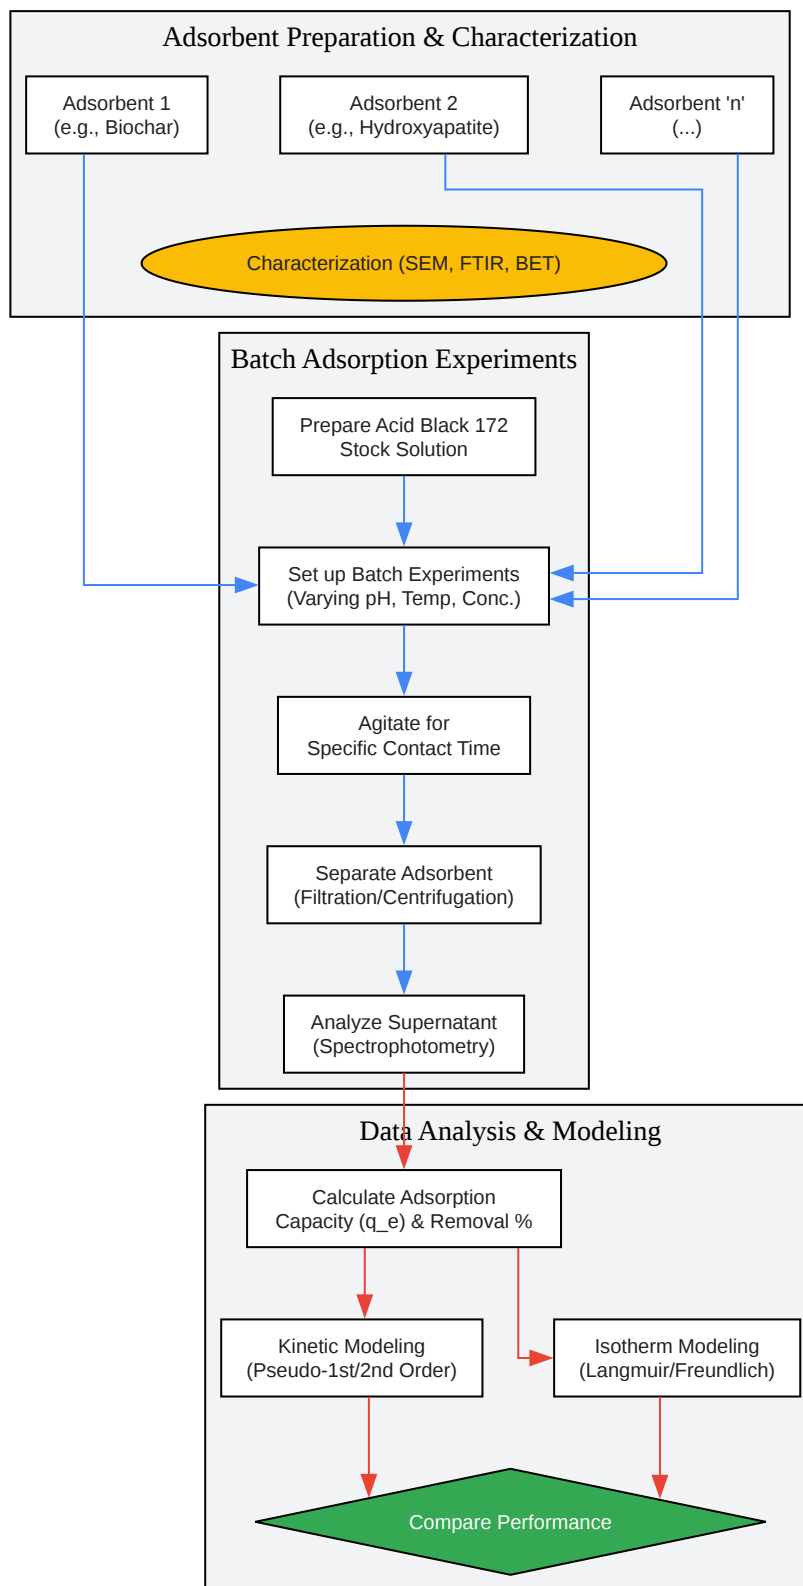 Adsorbent Preparation & Characterization
Adsorbent 1
(e.g., Biochar)
Adsorbent 2
(e.g., Hydroxyapatite)
Adsorbent 'n'
(...)
Characterization (SEM, FTIR, BET)
Batch Adsorption Experiments
Prepare Acid Black 172
Stock Solution
Set up Batch Experiments
(Varying pH, Temp, Conc.)
Agitate for
Specific Contact Time
Separate Adsorbent
(Filtration/Centrifugation)
Analyze Supernatant
(Spectrophotometry)
Data Analysis & Modeling
Calculate Adsorption
Capacity (q_e) & Removal %
Kinetic Modeling
(Pseudo-1st/2nd Order)
Isotherm Modeling
(Langmuir/Freundlich)
Compare Performance